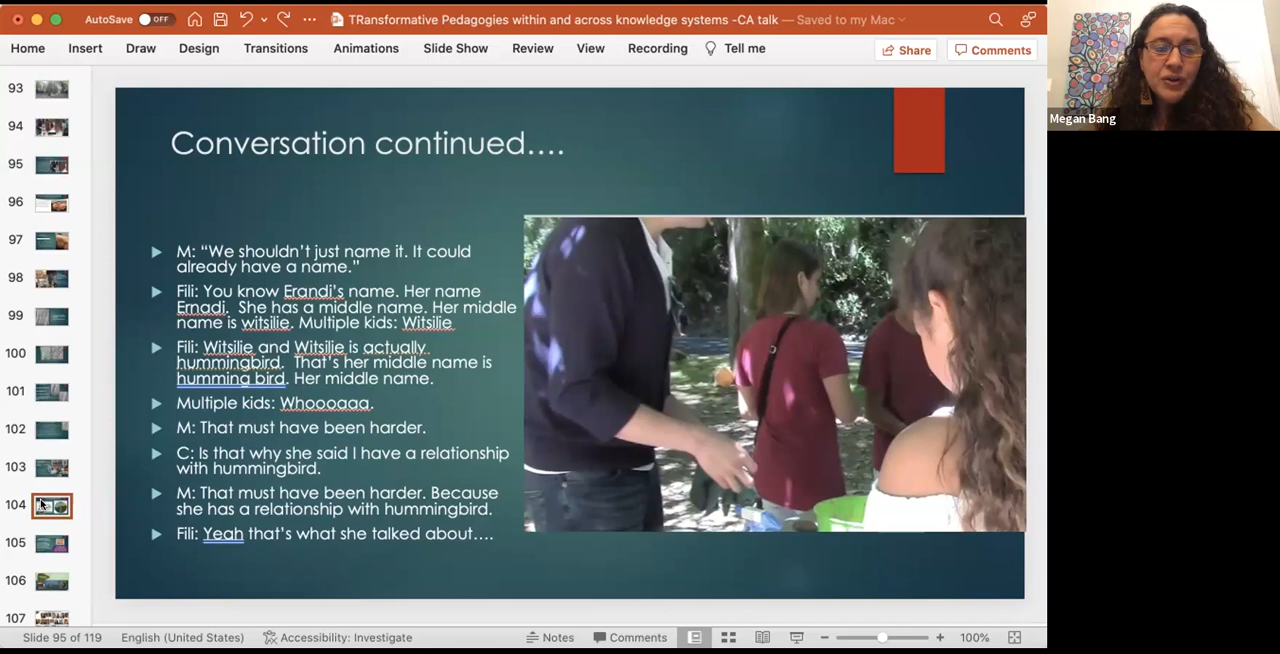 AutoSave OFF
TRansformative Pedagogies within and across knowledge systems -CA talk — Saved to my Mac
Home Insert Draw Design Transitions Animations Slide Show Review View Recording Tell me Share Comments
93
94
95
96
97
98
99
100
101
102
103
104
105
106
107
Conversation continued....
M: “We shouldn’t just name it. It could
already have a name.”
Fili: You know Erandi’s name. Her name
Ernadi. She has a middle name. Her middle
name is witsilie. Multiple kids: Witsilie
Fili: Witsilie and Witsilie is actually
hummingbird. That’s her middle name is
humming bird. Her middle name.
Multiple kids: Whoooaaa.
M: That must have been harder.
C: Is that why she said I have a relationship
with hummingbird.
M: That must have been harder. Because
she has a relationship with hummingbird.
Fili: Yeah that’s what she talked about....
Megan Bang
Slide 95 of 119 English (United States) Accessibility: Investigate Notes Comments 100%